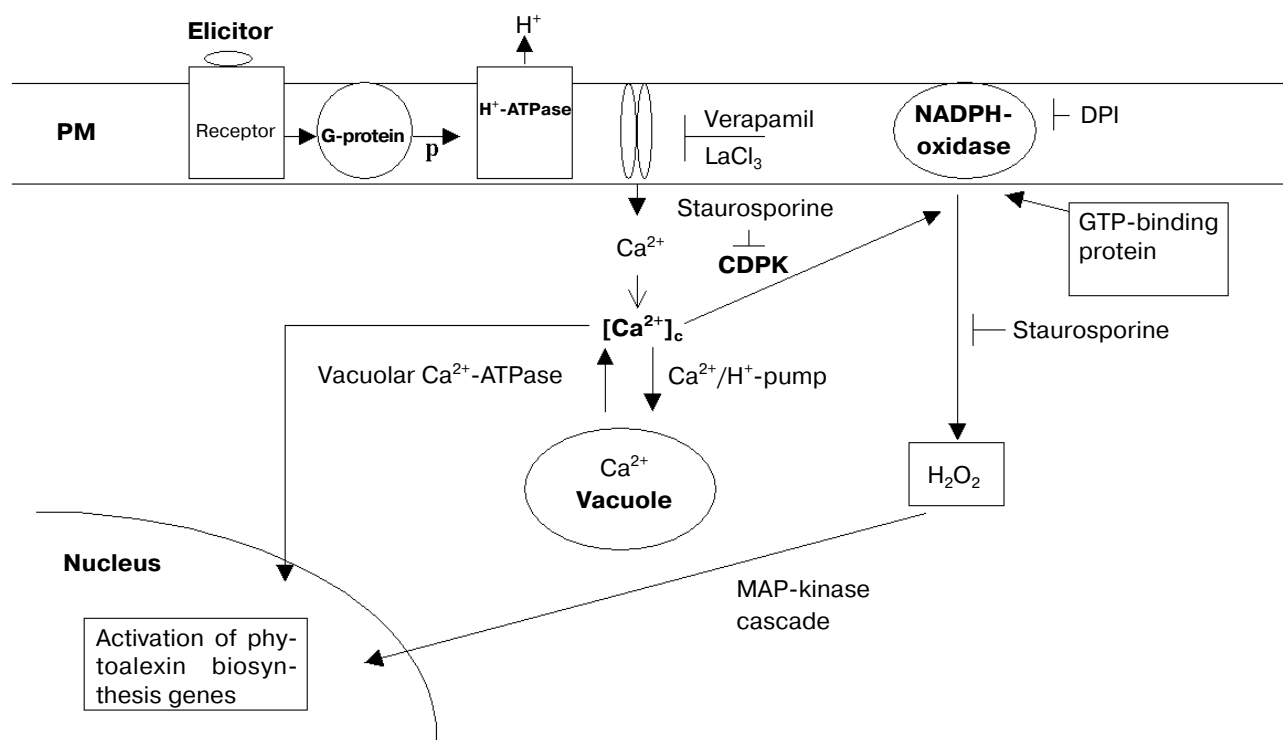 H⁺
Elicitor
PM
Receptor
G-protein
p
H⁺-ATPase
Verapamil
LaCl₃
NADPH-
oxidase
DPI
Staurosporine
CDPK
Ca²⁺
GTP-binding
protein
[Ca²⁺]c
Staurosporine
Vacuolar Ca²⁺-ATPase
Ca²⁺/H⁺-pump
Ca²⁺
Vacuole
H₂O₂
Nucleus
MAP-kinase
cascade
Activation of phy-
toalexin biosyn-
thesis genes